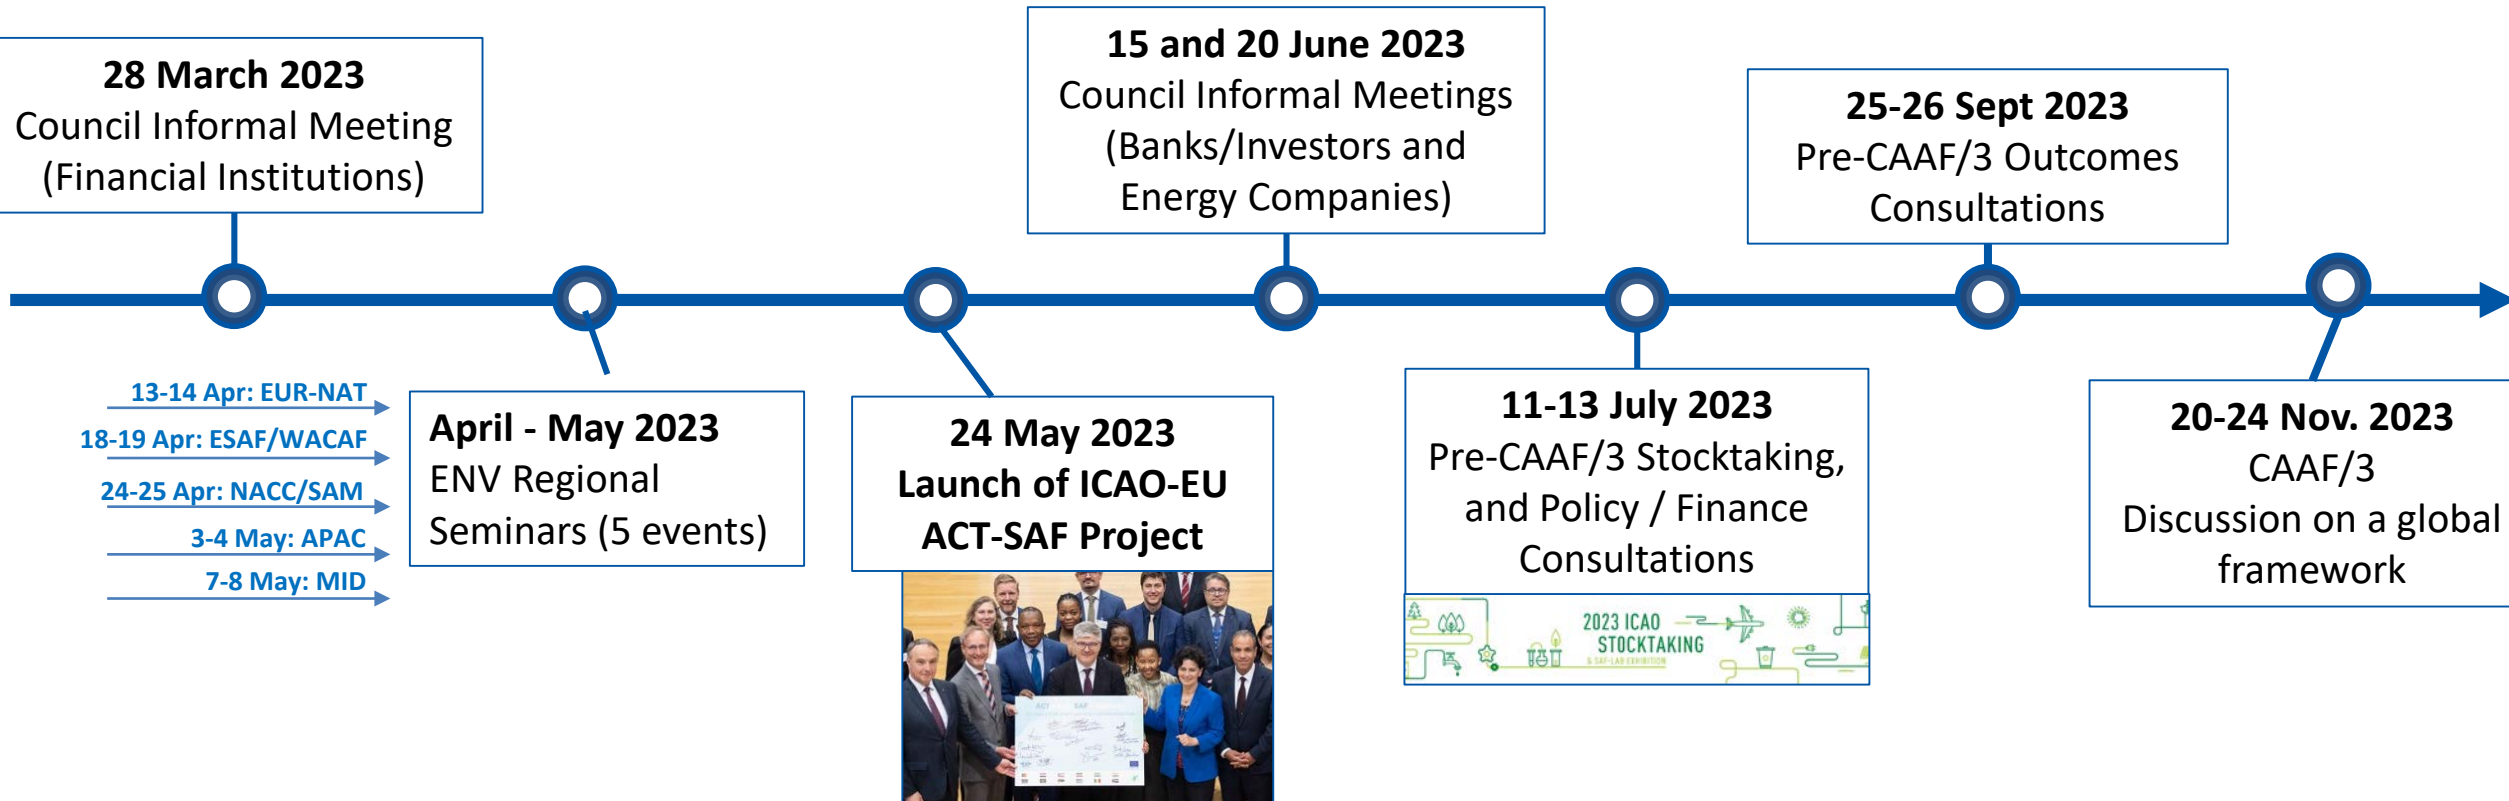 28 March 2023
Council Informal Meeting
(Financial Institutions)
15 and 20 June 2023
Council Informal Meetings
(Banks/Investors and
Energy Companies)
25-26 Sept 2023
Pre-CAAF/3 Outcomes
Consultations
13-14 Apr: EUR-NAT
18-19 Apr: ESAF/WACAF
24-25 Apr: NACC/SAM
3-4 May: APAC
7-8 May: MID
April - May 2023
ENV Regional
Seminars (5 events)
24 May 2023
Launch of ICAO-EU
ACT-SAF Project
ACT SAF
11-13 July 2023
Pre-CAAF/3 Stocktaking,
and Policy / Finance
Consultations
2023 ICAO
STOCKTAKING
& SAF-LAB EXHIBITION
20-24 Nov. 2023
CAAF/3
Discussion on a global
framework